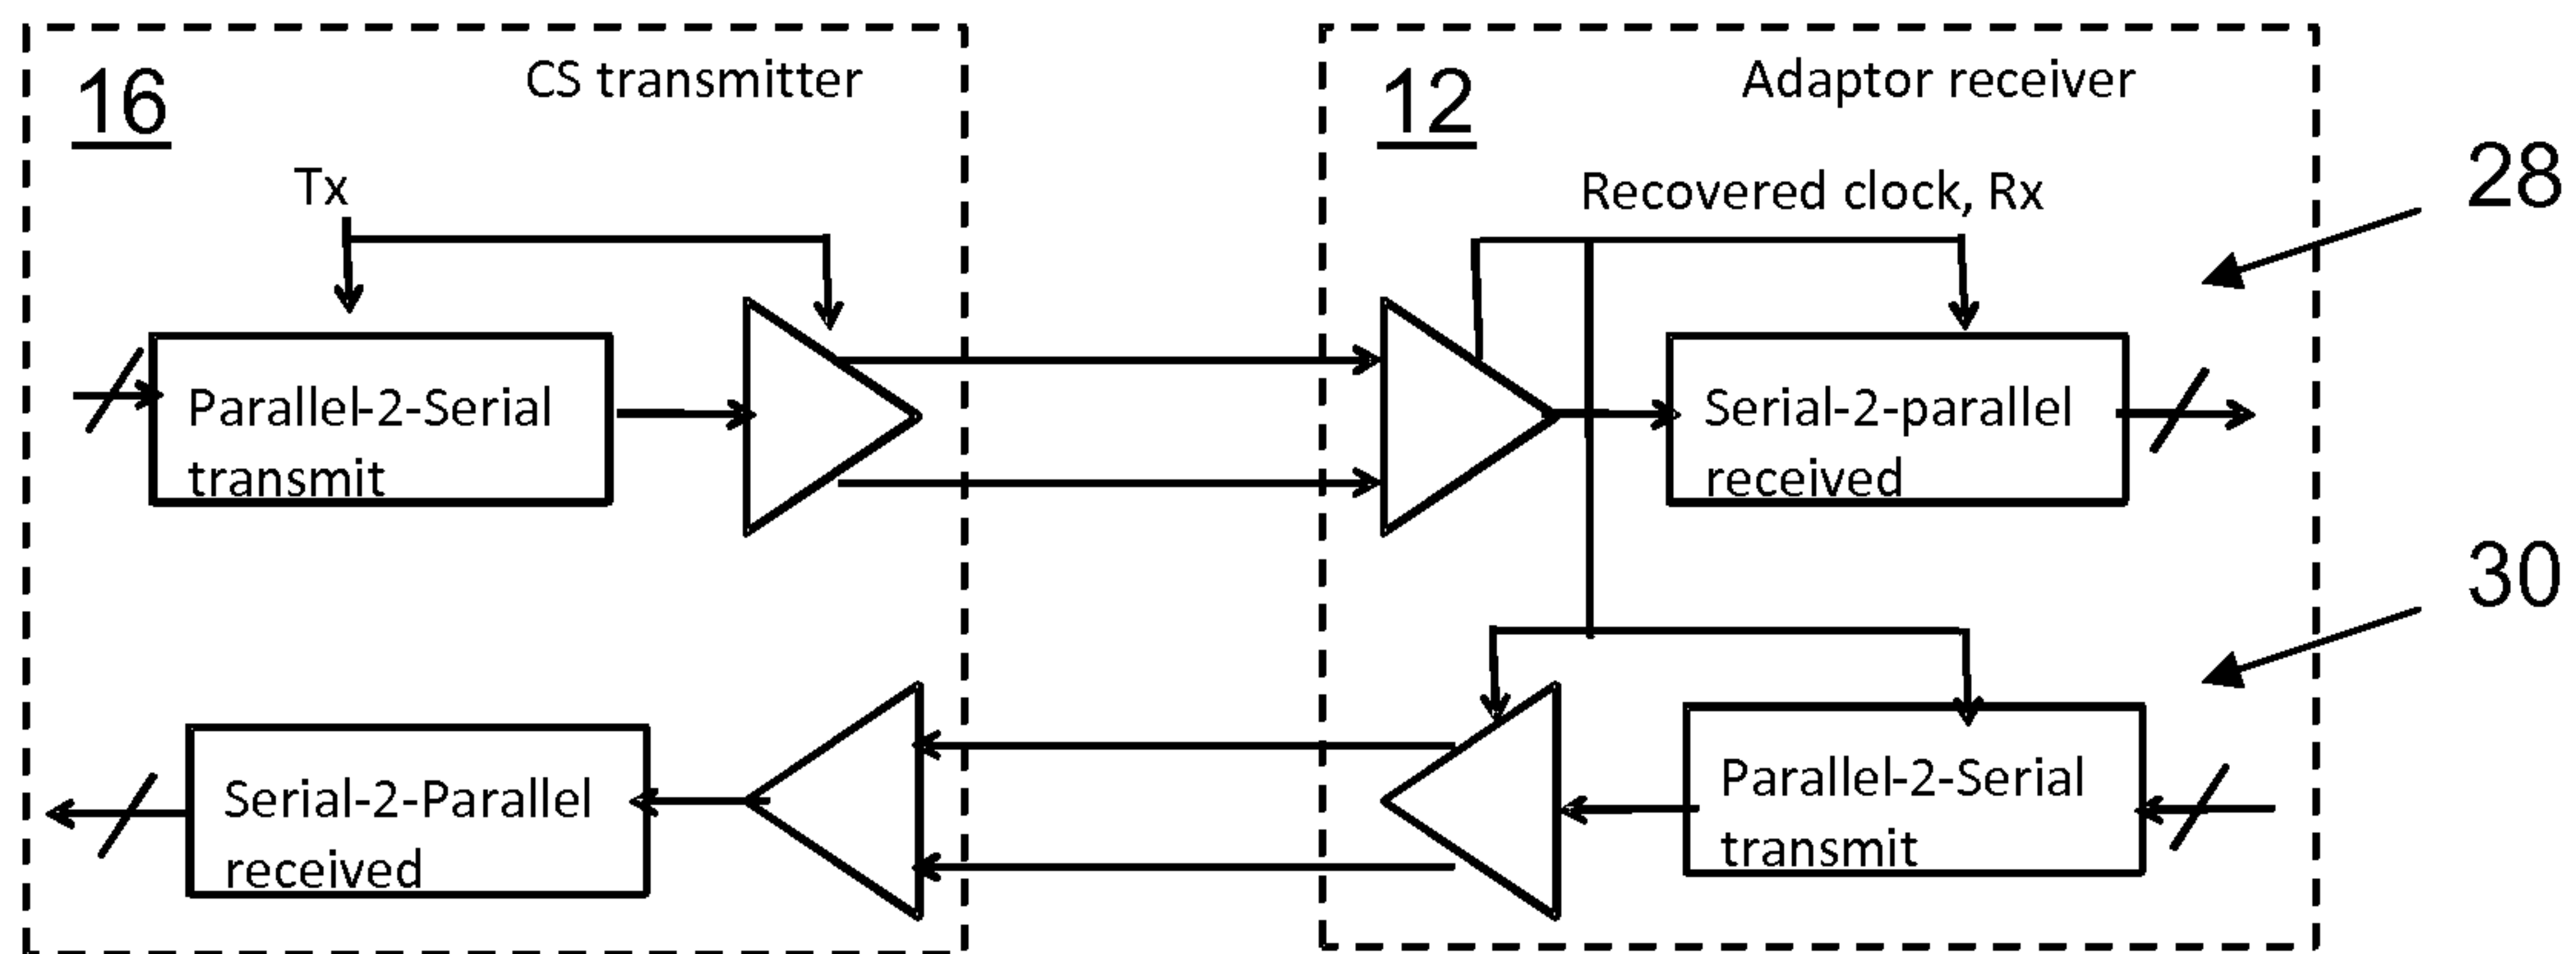 16
CS transmitter
12
Adaptor receiver
Tx
Recovered clock, Rx
28
Parallel-2-Serial
transmit
Serial-2-parallel
received
30
Serial-2-Parallel
received
Parallel-2-Serial
transmit